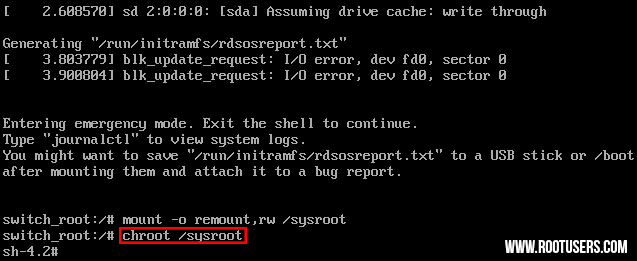 [    2.608570] sd 2:0:0:0: [sda] Assuming drive cache: write through
Generating "/run/initramfs/rdsosreport.txt"
[    3.803779] blk_update_request: I/O error, dev fd0, sector 0
[    3.900804] blk_update_request: I/O error, dev fd0, sector 0
Entering emergency mode. Exit the shell to continue.
Type "journalctl" to view system logs.
You might want to save "/run/initramfs/rdsosreport.txt" to a USB stick or /boot
after mounting them and attach it to a bug report.
switch_root:/# mount -o remount,rw /sysroot
switch_root:/# chroot /sysroot
sh-4.2#
WWW.ROOTUSERS.COM